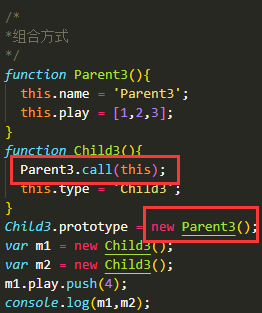 /*
*组合方式
*/
function Parent3(){
  this.name = 'Parent3';
  this.play = [1,2,3];
}
function Child3(){
  Parent3.call(this);
  this.type = 'Child3';
}
Child3.prototype = new Parent3();
var m1 = new Child3();
var m2 = new Child3();
m1.play.push(4);
console.log(m1,m2);